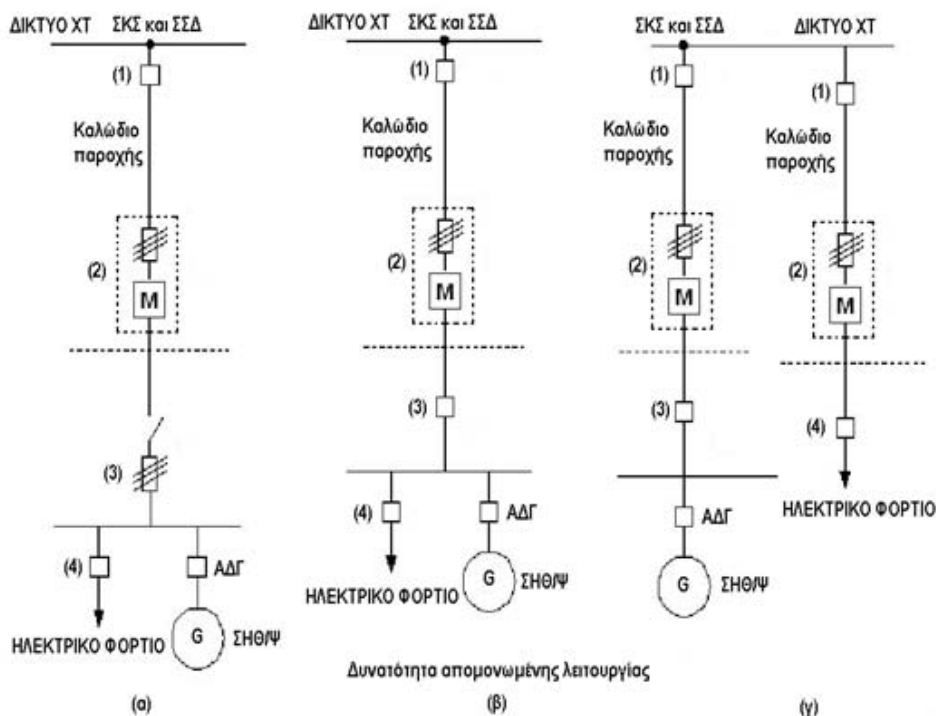 ΔΙΚΤΥΟ ΧΤ ΣΚΣ και ΣΣΔ
(1)
Καλώδιο
παροχής
(2)
M
(3)
(4)
ΑΔΓ
G
ΣΗΘ/Ψ
ΗΛΕΚΤΡΙΚΟ ΦΟΡΤΙΟ
(α)
ΔΙΚΤΥΟ ΧΤ ΣΚΣ και ΣΣΔ
(1)
Καλώδιο
παροχής
(2)
M
(3)
(4)
ΑΔΓ
G
ΣΗΘ/Ψ
ΗΛΕΚΤΡΙΚΟ ΦΟΡΤΙΟ
Δυνατότητα απομονωμένης λειτουργίας
(β)
ΣΚΣ και ΣΣΔ
ΔΙΚΤΥΟ ΧΤ
(1)
(1)
Καλώδιο
παροχής
Καλώδιο
παροχής
(2)
M
(2)
M
(3)
(4)
ΗΛΕΚΤΡΙΚΟ ΦΟΡΤΙΟ
ΑΔΓ
G
ΣΗΘ/Ψ
(γ)